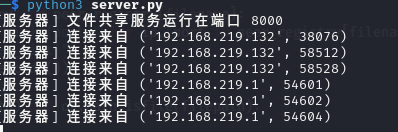 $ python3 server.py
[服务器] 文件共享服务运行在端口 8000
[服务器] 连接来自 ('192.168.219.132', 38076)
[服务器] 连接来自 ('192.168.219.132', 58512)
[服务器] 连接来自 ('192.168.219.132', 58528)
[服务器] 连接来自 ('192.168.219.1', 54601)
[服务器] 连接来自 ('192.168.219.1', 54602)
[服务器] 连接来自 ('192.168.219.1', 54604)